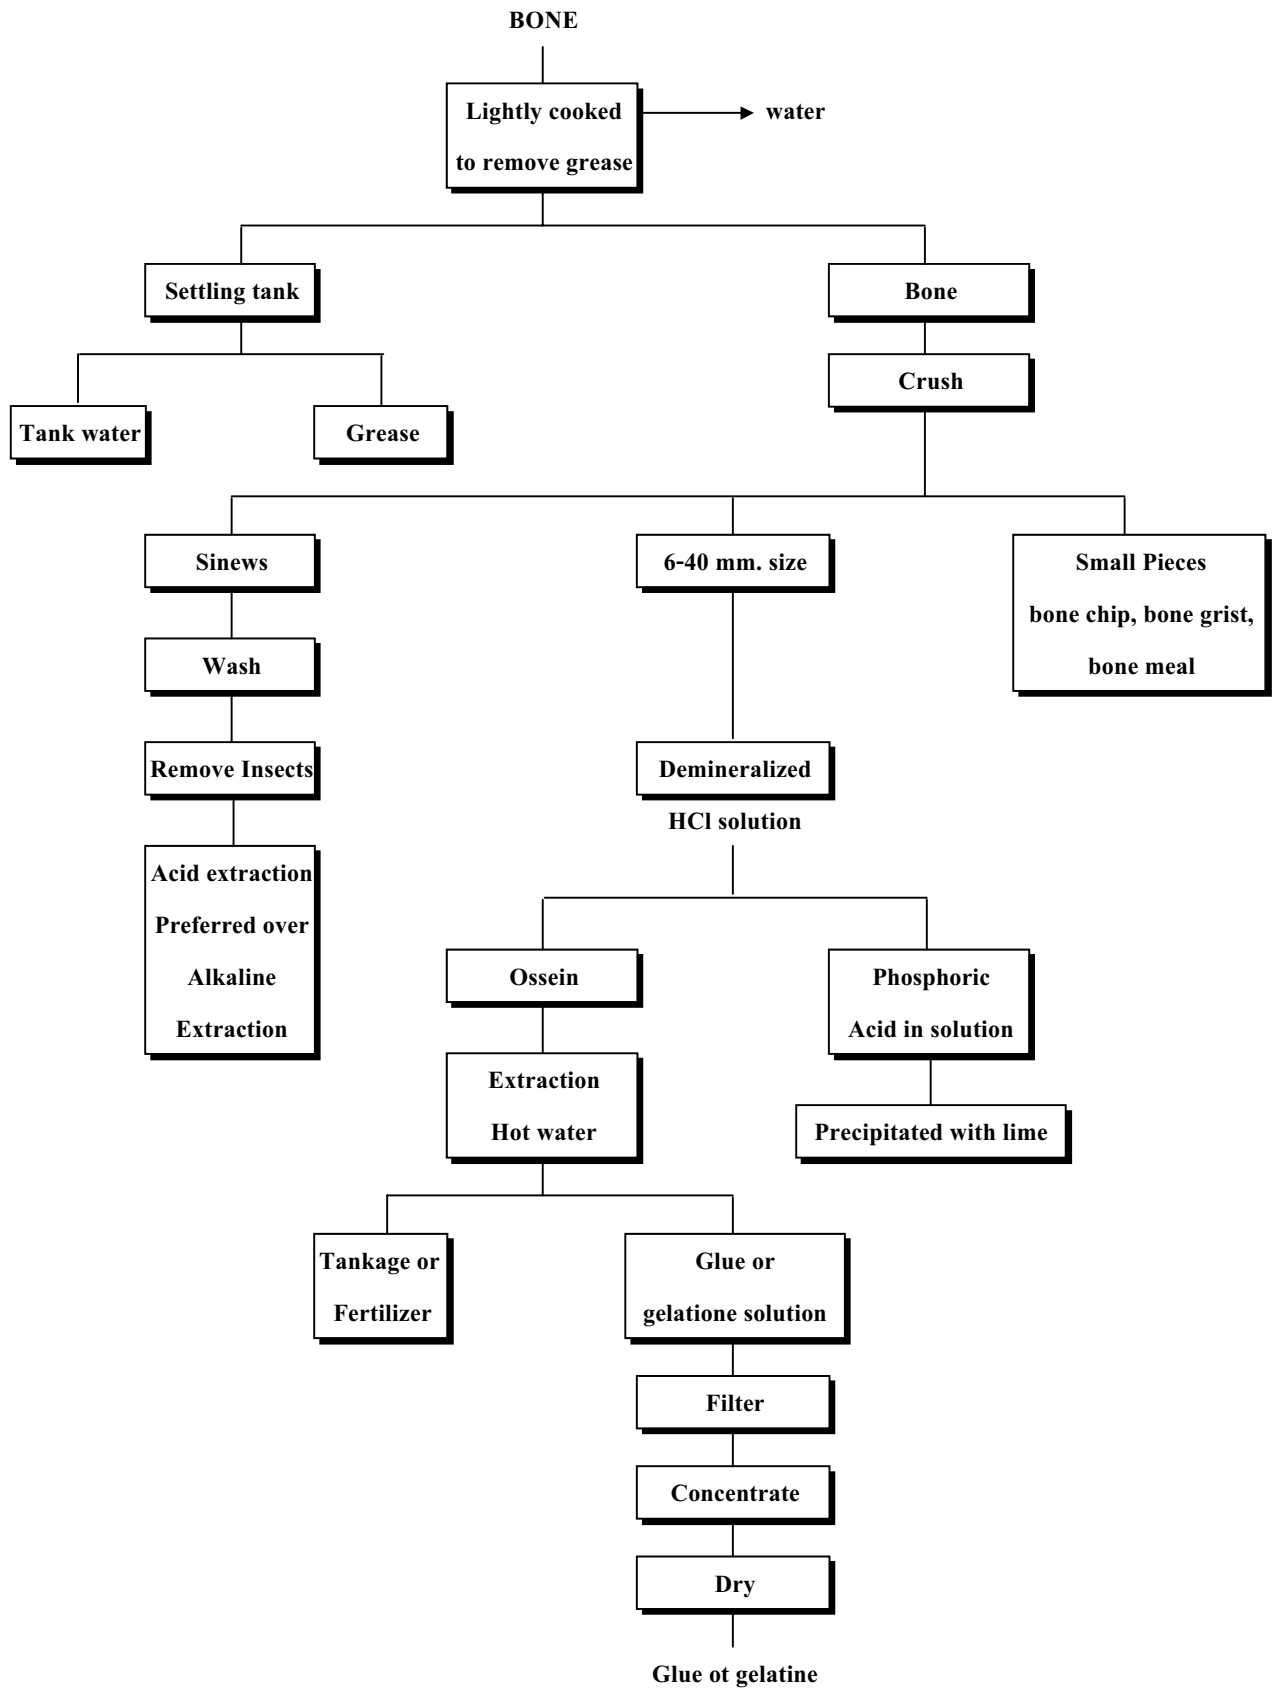 BONE
Lightly cooked
to remove grease
water
Settling tank
Bone
Crush
Tank water
Grease
Sinews
6-40 mm. size
Small Pieces
bone chip, bone grist,
bone meal
Wash
Remove Insects
Demineralized
HCl solution
Acid extraction
Preferred over
Alkaline
Extraction
Ossein
Phosphoric
Acid in solution
Extraction
Hot water
Precipitated with lime
Tankage or
Fertilizer
Glue or
gelatione solution
Filter
Concentrate
Dry
Glue ot gelatine